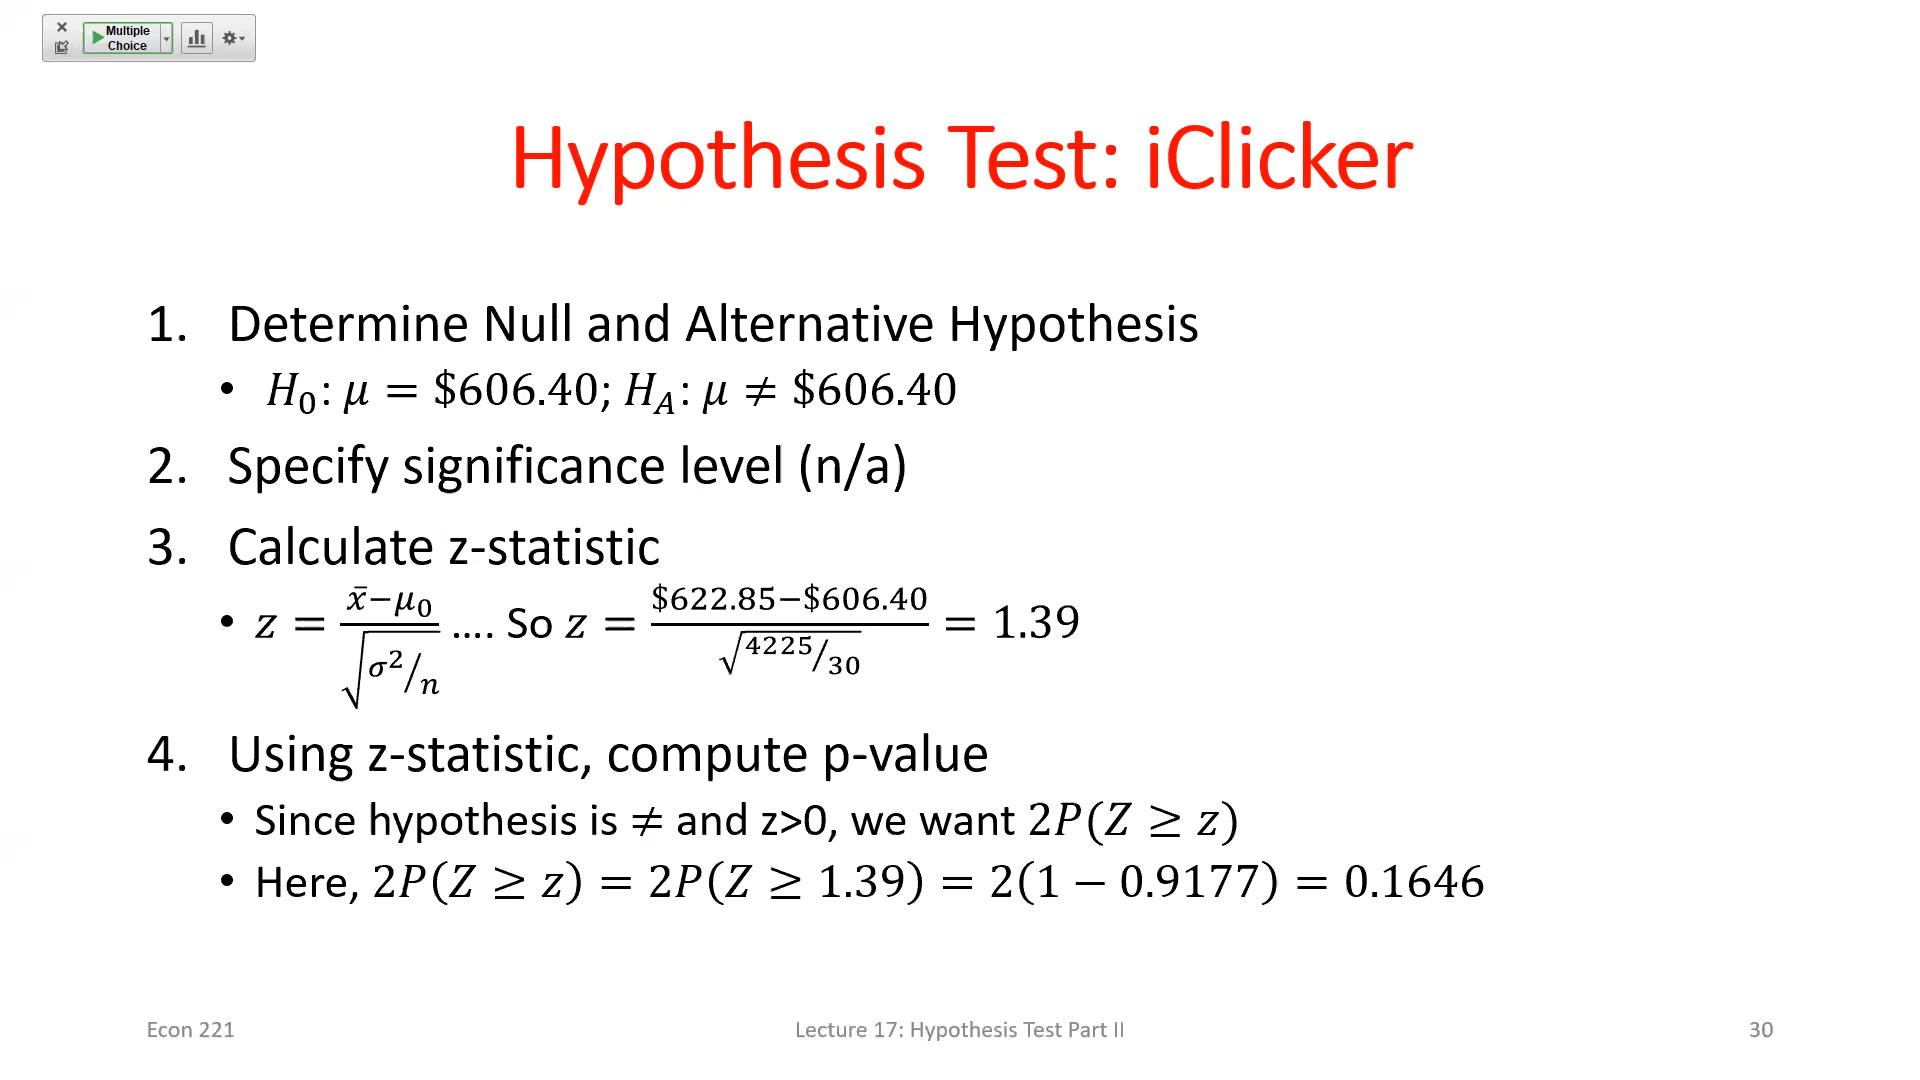 Multiple
Choice
Hypothesis Test: iClicker
1. Determine Null and Alternative Hypothesis
• H₀: μ = $606.40; H_A: μ ≠ $606.40
2. Specify significance level (n/a)
3. Calculate z-statistic
• z = (x̄−μ₀)/√(σ²/n) .... So z = ($622.85−$606.40)/√(4225/30) = 1.39
4. Using z-statistic, compute p-value
• Since hypothesis is ≠ and z>0, we want 2P(Z ≥ z)
• Here, 2P(Z ≥ z) = 2P(Z ≥ 1.39) = 2(1 − 0.9177) = 0.1646
Econ 221
Lecture 17: Hypothesis Test Part II
30